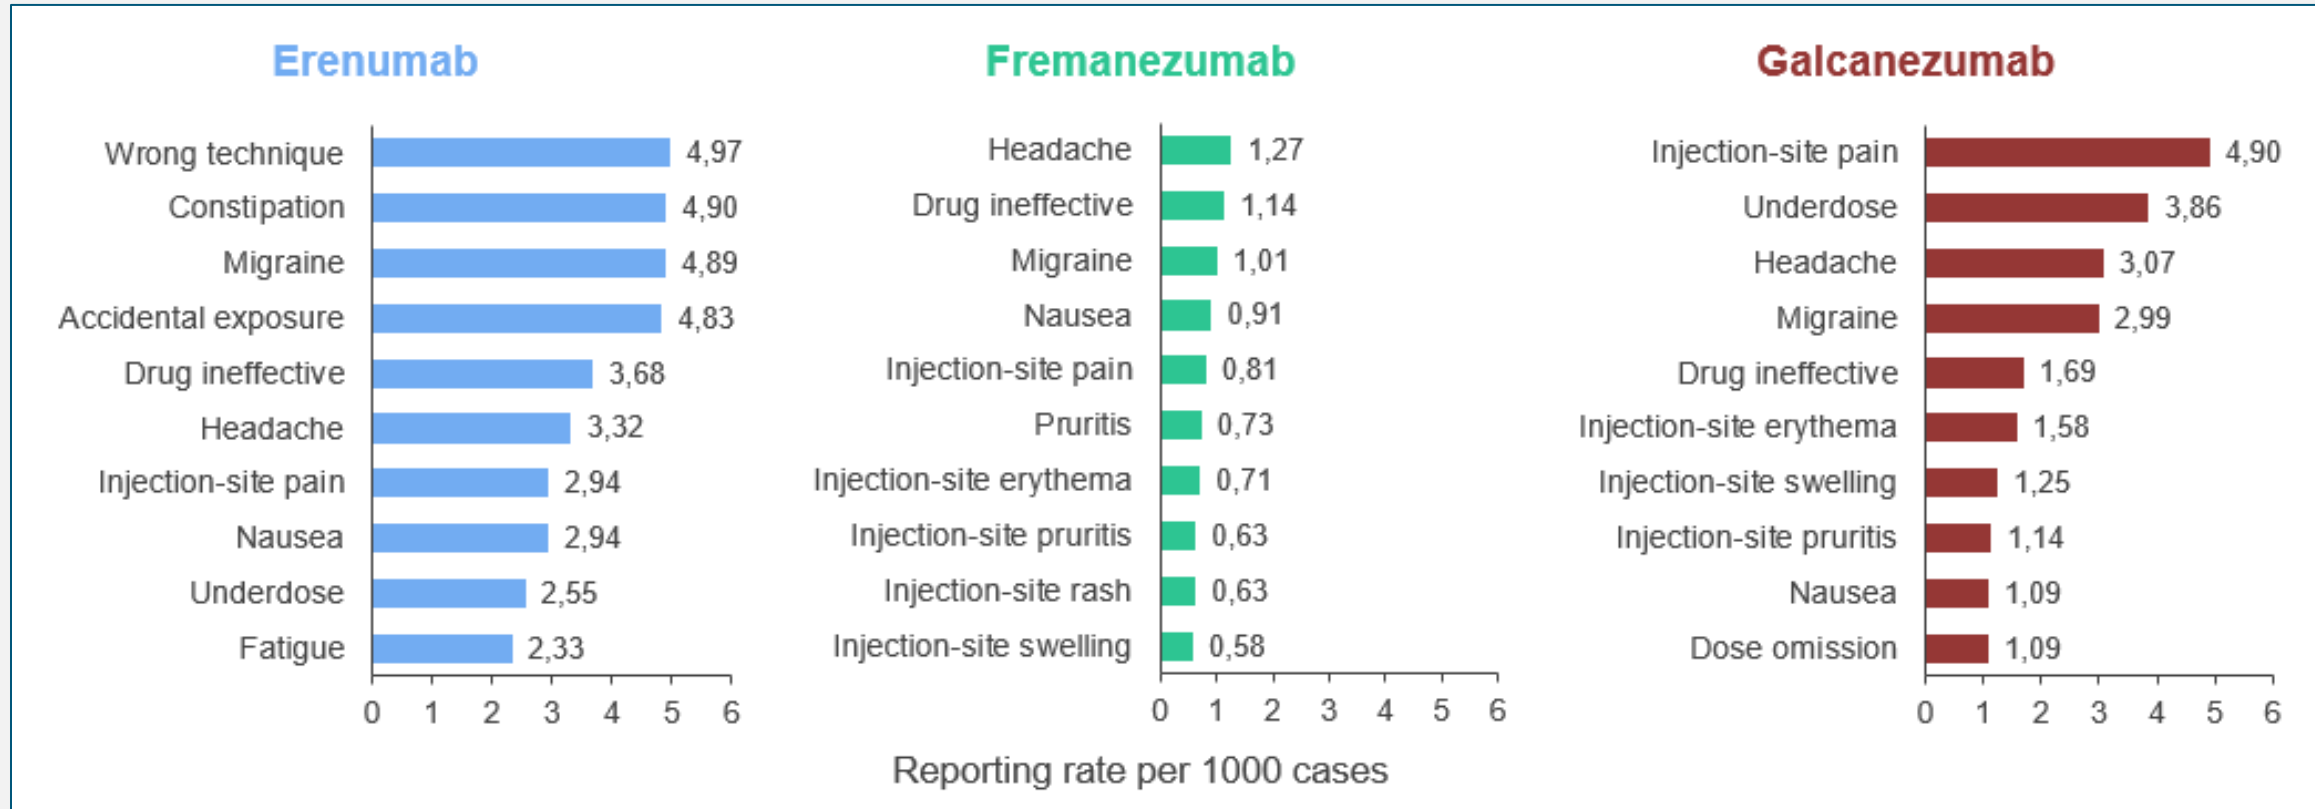 Erenumab
Wrong technique 4,97
Constipation 4,90
Migraine 4,89
Accidental exposure 4,83
Drug ineffective 3,68
Headache 3,32
Injection-site pain 2,94
Nausea 2,94
Underdose 2,55
Fatigue 2,33
0 1 2 3 4 5 6
Fremanezumab
Headache 1,27
Drug ineffective 1,14
Migraine 1,01
Nausea 0,91
Injection-site pain 0,81
Pruritis 0,73
Injection-site erythema 0,71
Injection-site pruritis 0,63
Injection-site rash 0,63
Injection-site swelling 0,58
0 1 2 3 4 5 6
Galcanezumab
Injection-site pain 4,90
Underdose 3,86
Headache 3,07
Migraine 2,99
Drug ineffective 1,69
Injection-site erythema 1,58
Injection-site swelling 1,25
Injection-site pruritis 1,14
Nausea 1,09
Dose omission 1,09
0 1 2 3 4 5 6
Reporting rate per 1000 cases